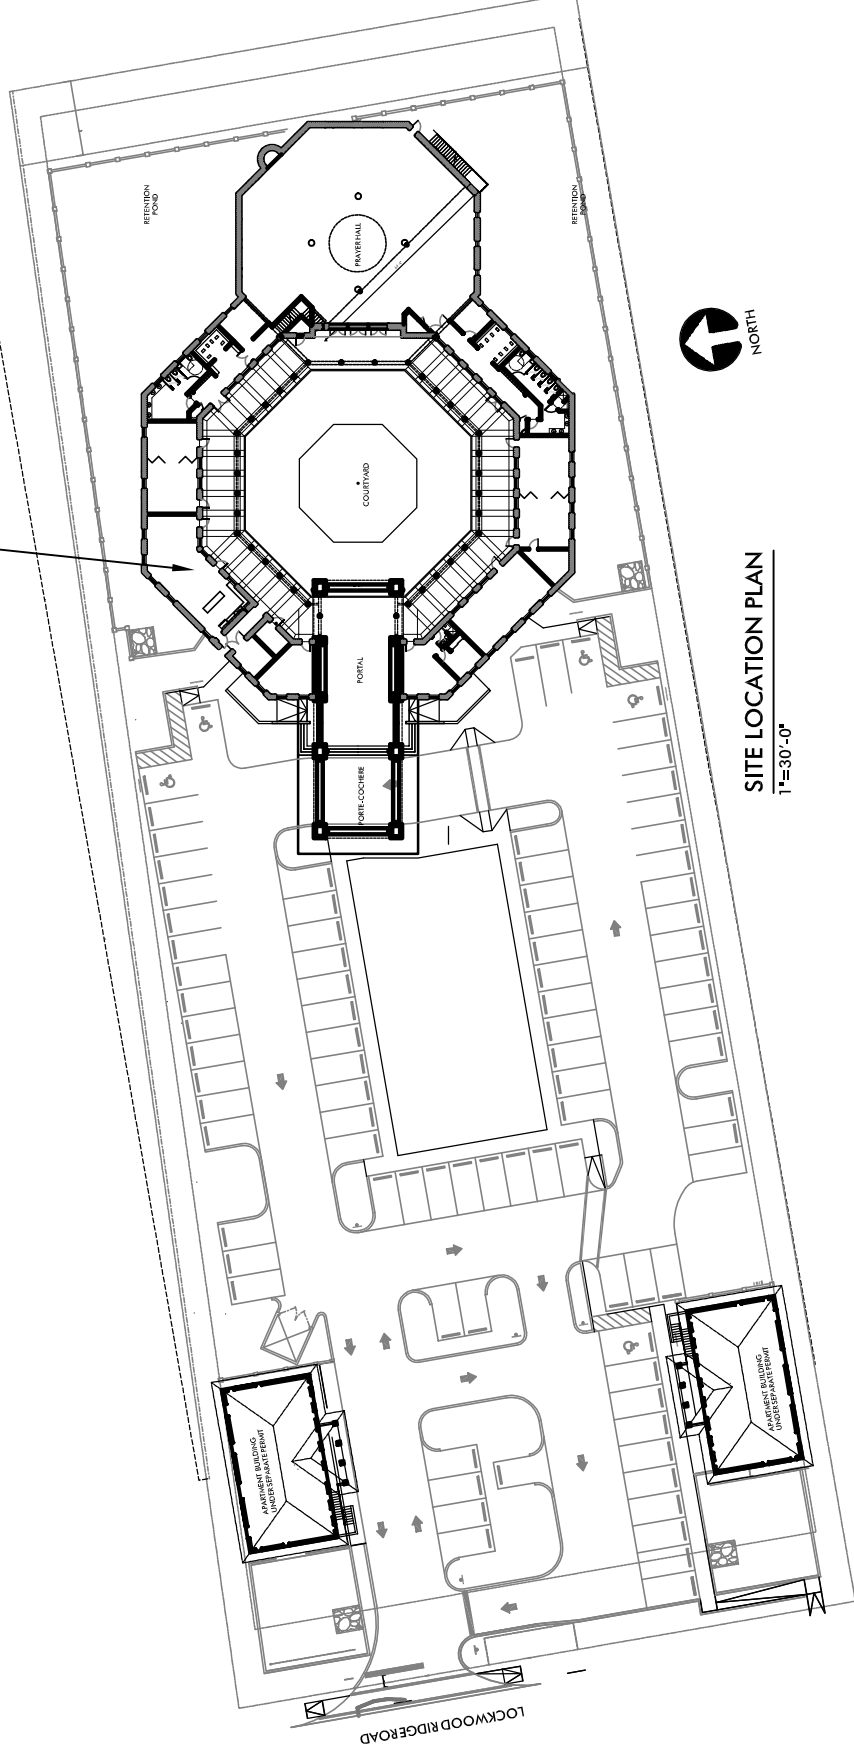 RETENTION
POND
RETENTION
POND
PRAYER HALL
NORTH
COURTYARD
SITE LOCATION PLAN
1"=30'-0"
PORTAL
PORTE-COCHERE
APARTMENT BUILDING
UNDER SEPARATE PERMIT
APARTMENT BUILDING
UNDER SEPARATE PERMIT
LOCKWOOD RIDGE ROAD